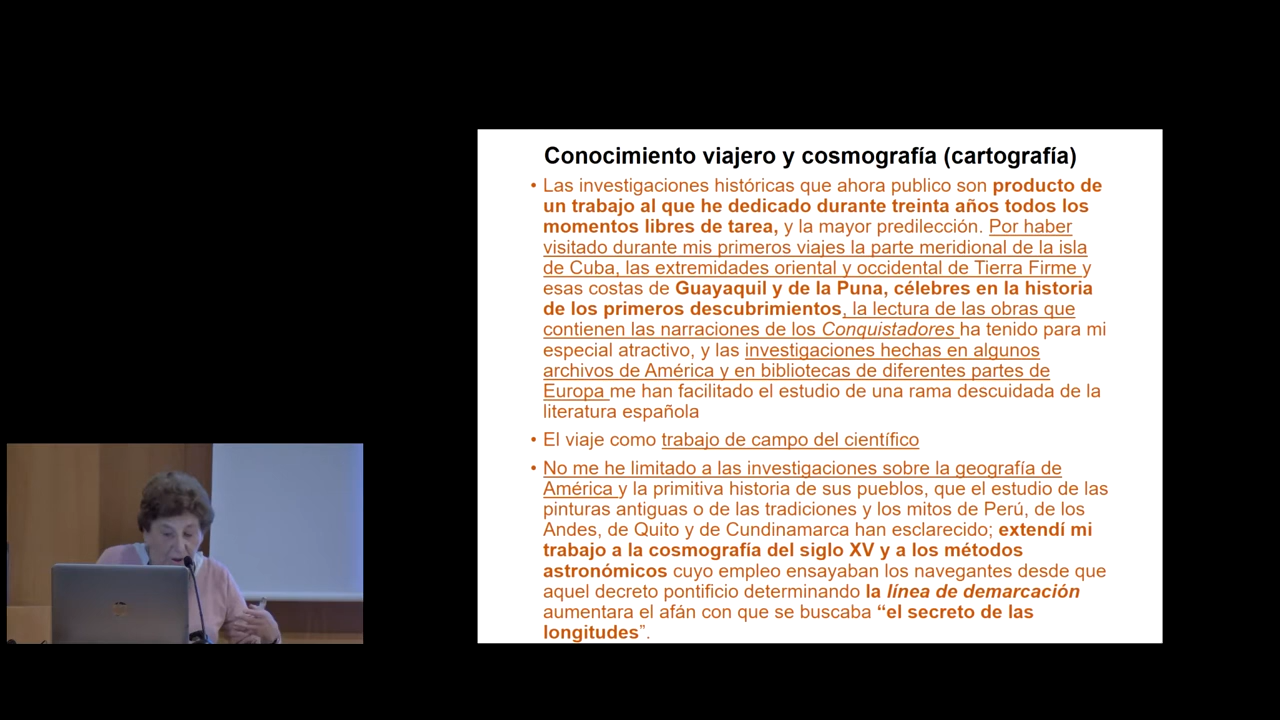 Conocimiento viajero y cosmografía (cartografía)
• Las investigaciones históricas que ahora publico son producto de
un trabajo al que he dedicado durante treinta años todos los
momentos libres de tarea, y la mayor predilección. Por haber
visitado durante mis primeros viajes la parte meridional de la isla
de Cuba, las extremidades oriental y occidental de Tierra Firme y
esas costas de Guayaquil y de la Puna, célebres en la historia
de los primeros descubrimientos, la lectura de las obras que
contienen las narraciones de los Conquistadores ha tenido para mi
especial atractivo, y las investigaciones hechas en algunos
archivos de América y en bibliotecas de diferentes partes de
Europa me han facilitado el estudio de una rama descuidada de la
literatura española
• El viaje como trabajo de campo del científico
• No me he limitado a las investigaciones sobre la geografía de
América y la primitiva historia de sus pueblos, que el estudio de las
pinturas antiguas o de las tradiciones y los mitos de Perú, de los
Andes, de Quito y de Cundinamarca han esclarecido; extendí mi
trabajo a la cosmografía del siglo XV y a los métodos
astronómicos cuyo empleo ensayaban los navegantes desde que
aquel decreto pontificio determinando la línea de demarcación
aumentara el afán con que se buscaba “el secreto de las
longitudes”.